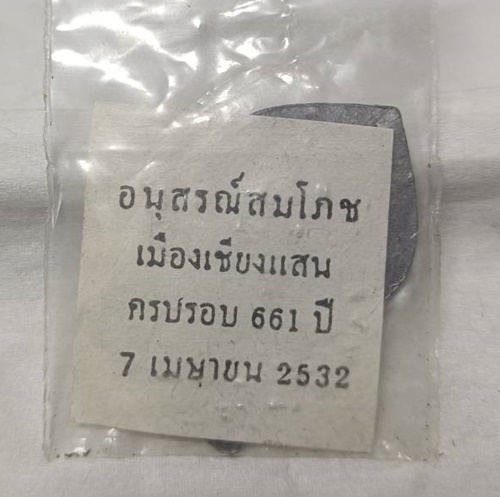 อนุสรณ์สมโภช
เมืองเชียงแสน
ครบรอบ 661 ปี
7 เมษายน 2532